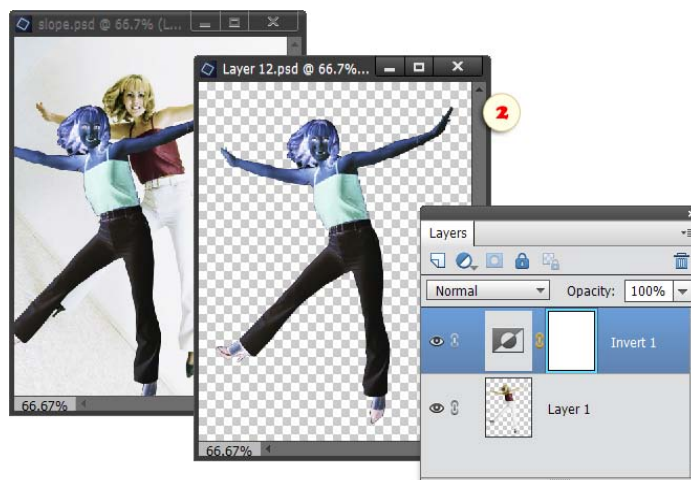 slope.psd @ 66.7% (L...
Layer 12.psd @ 66.7%...
2
Layers
Normal
Opacity: 100%
Invert 1
Layer 1
66.67%
66.67%